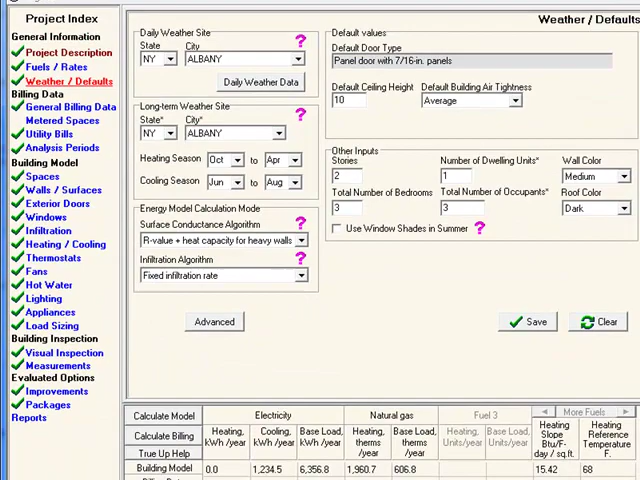 Project Index
General Information
Project Description
Fuels / Rates
Weather / Defaults
Billing Data
General Billing Data
Metered Spaces
Utility Bills
Analysis Periods
Building Model
Spaces
Walls / Surfaces
Exterior Doors
Windows
Infiltration
Heating / Cooling
Thermostats
Fans
Hot Water
Lighting
Appliances
Load Sizing
Building Inspection
Visual Inspection
Measurements
Evaluated Options
Improvements
Packages
Reports
Weather / Defaults
Daily Weather Site
State City
NY ALBANY
Daily Weather Data
Long-term Weather Site
State* City*
NY ALBANY
Heating Season Oct to Apr
Cooling Season Jun to Aug
Energy Model Calculation Mode
Surface Conductance Algorithm
R-value + heat capacity for heavy walls
Infiltration Algorithm
Fixed infiltration rate
Advanced
Default values
Default Door Type
Panel door with 7/16-in. panels
Default Ceiling Height Default Building Air Tightness
10 Average
Other Inputs
Stories Number of Dwelling Units* Wall Color
2 1 Medium
Total Number of Bedrooms Total Number of Occupants* Roof Color
3 3 Dark
Use Window Shades in Summer
Save Clear
Calculate Model Electricity Natural gas Fuel 3 More Fuels
Calculate Billing
True Up Help
Heating, kWh /year
Cooling, kWh /year
Base Load, kWh /year
Heating, therms /year
Base Load, therms /year
Heating, Units/year
Base Load, Units/year
Heating Slope Btu/F-day / sq.ft.
Heating Reference Temperature F.
Building Model 0.0 1,234.5 6,356.8 1,960.7 606.8 15.42 68